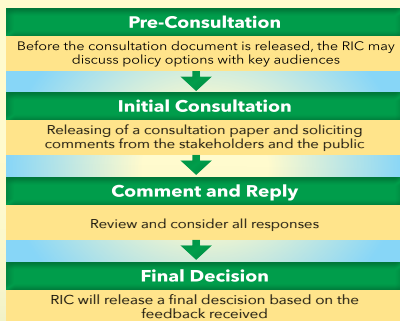 Pre-Consultation
Before the consultation document is released, the RIC may
discuss policy options with key audiences
Initial Consultation
Releasing of a consultation paper and soliciting
comments from the stakeholders and the public
Comment and Reply
Review and consider all responses
Final Decision
RIC will release a final descision based on the
feedback received